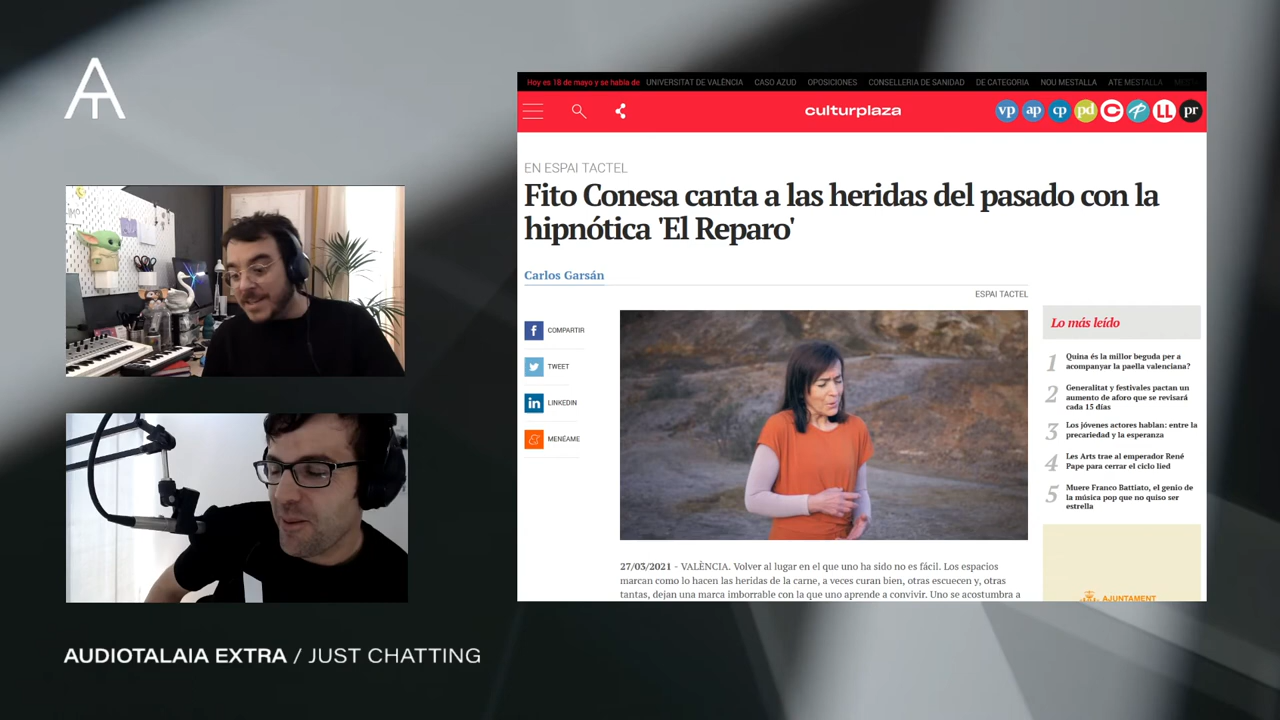 AT
Hoy es 18 de mayo y se habla de UNIVERSITAT DE VALÈNCIA CASO AZUD OPOSICIONES CONSELLERIA DE SANIDAD DE CATEGORIA NOU MESTALLA ATE MESTALLA
culturplaza
vp ap cp pd C P LL pr
EN ESPAI TACTEL
Fito Conesa canta a las heridas del pasado con la
hipnótica 'El Reparo'
Carlos Garsán
ESPAI TACTEL
COMPARTIR
TWEET
LINKEDIN
MENÉAME
Lo más leído
1 Quina és la millor beguda per a
acompanyar la paella valenciana?
2 Generalitat y festivales pactan un
aumento de aforo que se revisará
cada 15 días
3 Los jóvenes actores hablan: entre la
precariedad y la esperanza
4 Les Arts trae al emperador René
Pape para cerrar el ciclo lied
5 Muere Franco Battiato, el genio de
la música pop que no quiso ser
estrella
27/03/2021 - VALÈNCIA. Volver al lugar en el que uno ha sido no es fácil. Los espacios
marcan como lo hacen las heridas de la carne, a veces curan bien, otras escuecen y, otras
tantas, dejan una marca imborrable con la que uno aprende a convivir. Uno se acostumbra a
AJUNTAMENT
AUDIOTALAIA EXTRA / JUST CHATTING